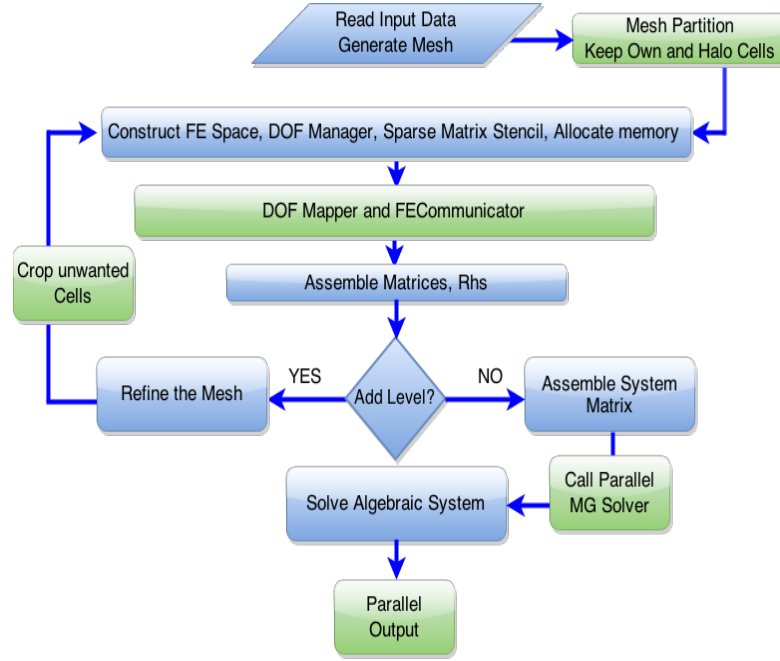 Read Input Data
Generate Mesh
Mesh Partition
Keep Own and Halo Cells
Construct FE Space, DOF Manager, Sparse Matrix Stencil, Allocate memory
DOF Mapper and FECommunicator
Crop unwanted
Cells
Assemble Matrices, Rhs
Refine the Mesh
YES
Add Level?
NO
Assemble System
Matrix
Solve Algebraic System
Call Parallel
MG Solver
Parallel
Output